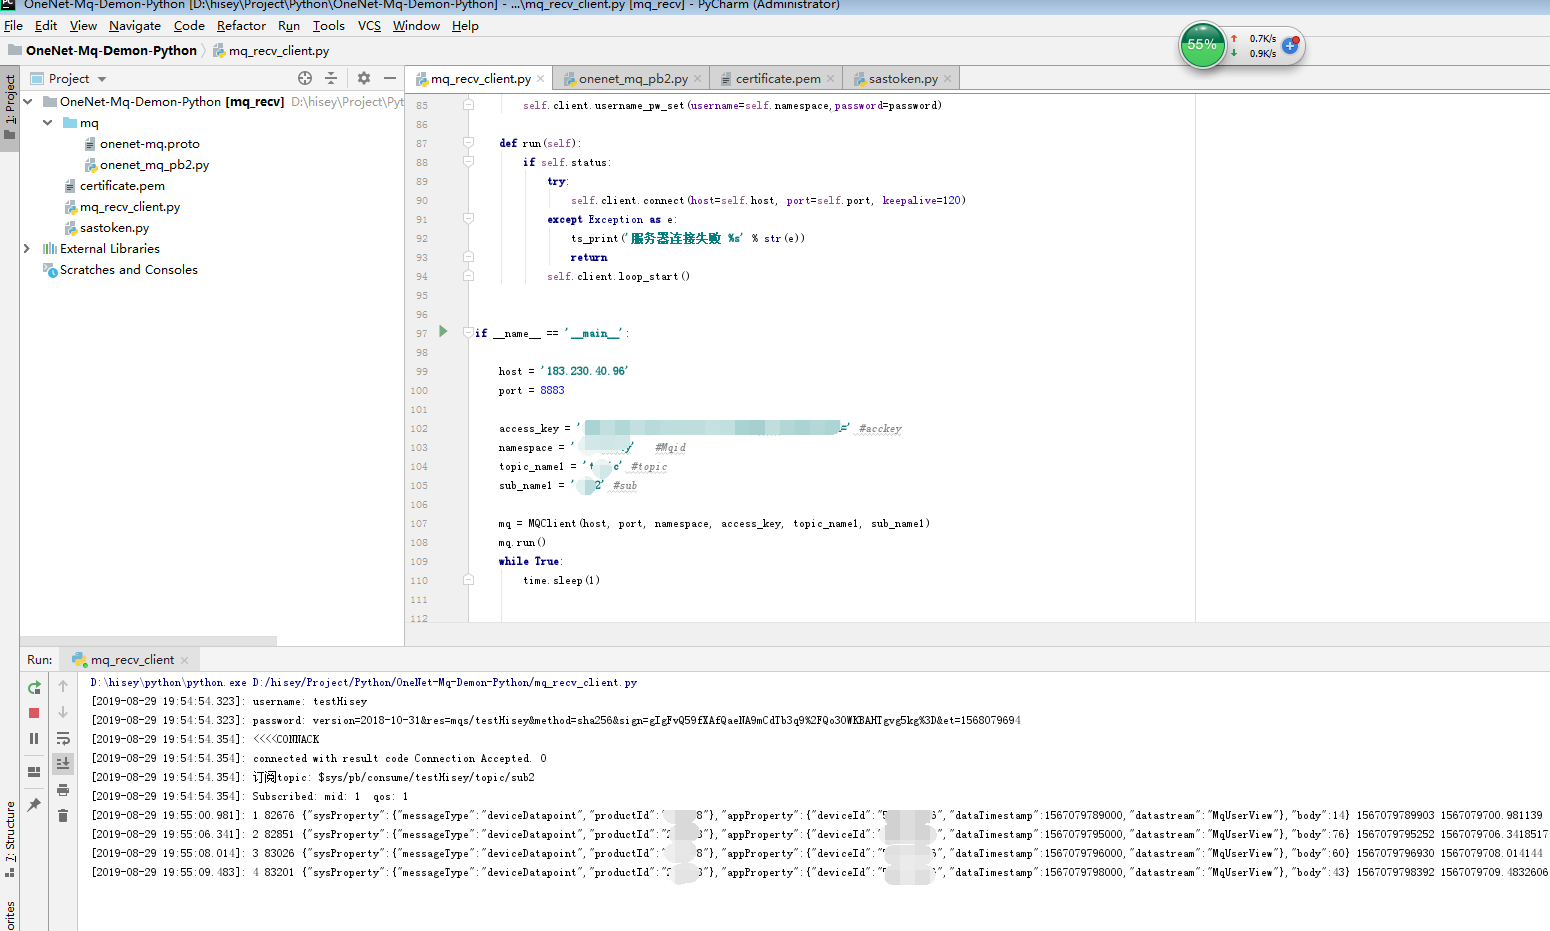 OneNet-Mq-Demon-Python [D:\hisey\Project\Python\OneNet-Mq-Demon-Python] - ...\mq_recv_client.py [mq_recv] - PyCharm (Administrator)
File Edit View Navigate Code Refactor Run Tools VCS Window Help
OneNet-Mq-Demon-Python mq_recv_client.py
55% 0.7K/s
0.9K/s
1: Project
Project
mq_recv_client.py onenet_mq_pb2.py certificate.pem sastoken.py
OneNet-Mq-Demon-Python [mq_recv] D:\hisey\Project\Pyt
mq
onenet-mq.proto
onenet_mq_pb2.py
certificate.pem
mq_recv_client.py
sastoken.py
External Libraries
Scratches and Consoles
85 self.client.username_pw_set(username=self.namespace,password=password)
86
87 def run(self):
88 if self.status:
89 try:
90 self.client.connect(host=self.host, port=self.port, keepalive=120)
91 except Exception as e:
92 ts_print('服务器连接失败 %s' % str(e))
93 return
94 self.client.loop_start()
95
96
97 if __name__ == '__main__':
98
99 host = '183.230.40.96'
100 port = 8883
101
102 access_key = ' =' #acckey
103 namespace = ' y' #Mqid
104 topic_name1 = 't c' #topic
105 sub_name1 = ' 2' #sub
106
107 mq = MQClient(host, port, namespace, access_key, topic_name1, sub_name1)
108 mq.run()
109 while True:
110 time.sleep(1)
111
112
Run: mq_recv_client
D:\hisey\python\python.exe D:/hisey/Project/Python/OneNet-Mq-Demon-Python/mq_recv_client.py
[2019-08-29 19:54:54.323]: username: testHisey
[2019-08-29 19:54:54.323]: password: version=2018-10-31&res=mqs/testHisey&method=sha256&sign=gIgFvQ59fXAfQaeNA9mCdTb3q9%2FQo3OWKBAHTgvg5kg%3D&et=1568079694
[2019-08-29 19:54:54.354]: <<<<CONNACK
[2019-08-29 19:54:54.354]: connected with result code Connection Accepted. 0
[2019-08-29 19:54:54.354]: 订阅topic: $sys/pb/consume/testHisey/topic/sub2
[2019-08-29 19:54:54.354]: Subscribed: mid: 1 qos: 1
[2019-08-29 19:55:00.981]: 1 82676 {"sysProperty":{"messageType":"deviceDatapoint","productId":" 8"},"appProperty":{"deviceId":"5 6","dataTimestamp":1567079789000,"datastream":"MqUserView"},"body":14} 1567079789903 1567079700.981139
[2019-08-29 19:55:06.341]: 2 82851 {"sysProperty":{"messageType":"deviceDatapoint","productId":"2 8"},"appProperty":{"deviceId":" ","dataTimestamp":1567079795000,"datastream":"MqUserView"},"body":76} 1567079795252 1567079706.3418517
[2019-08-29 19:55:08.014]: 3 83026 {"sysProperty":{"messageType":"deviceDatapoint","productId":" 8"},"appProperty":{"deviceId":"5 6","dataTimestamp":1567079796000,"datastream":"MqUserView"},"body":60} 1567079796930 1567079708.014144
[2019-08-29 19:55:09.483]: 4 83201 {"sysProperty":{"messageType":"deviceDatapoint","productId":"2 8"},"appProperty":{"deviceId":"5 6","dataTimestamp":1567079798000,"datastream":"MqUserView"},"body":43} 1567079798392 1567079709.4832606
7: Structure
orites